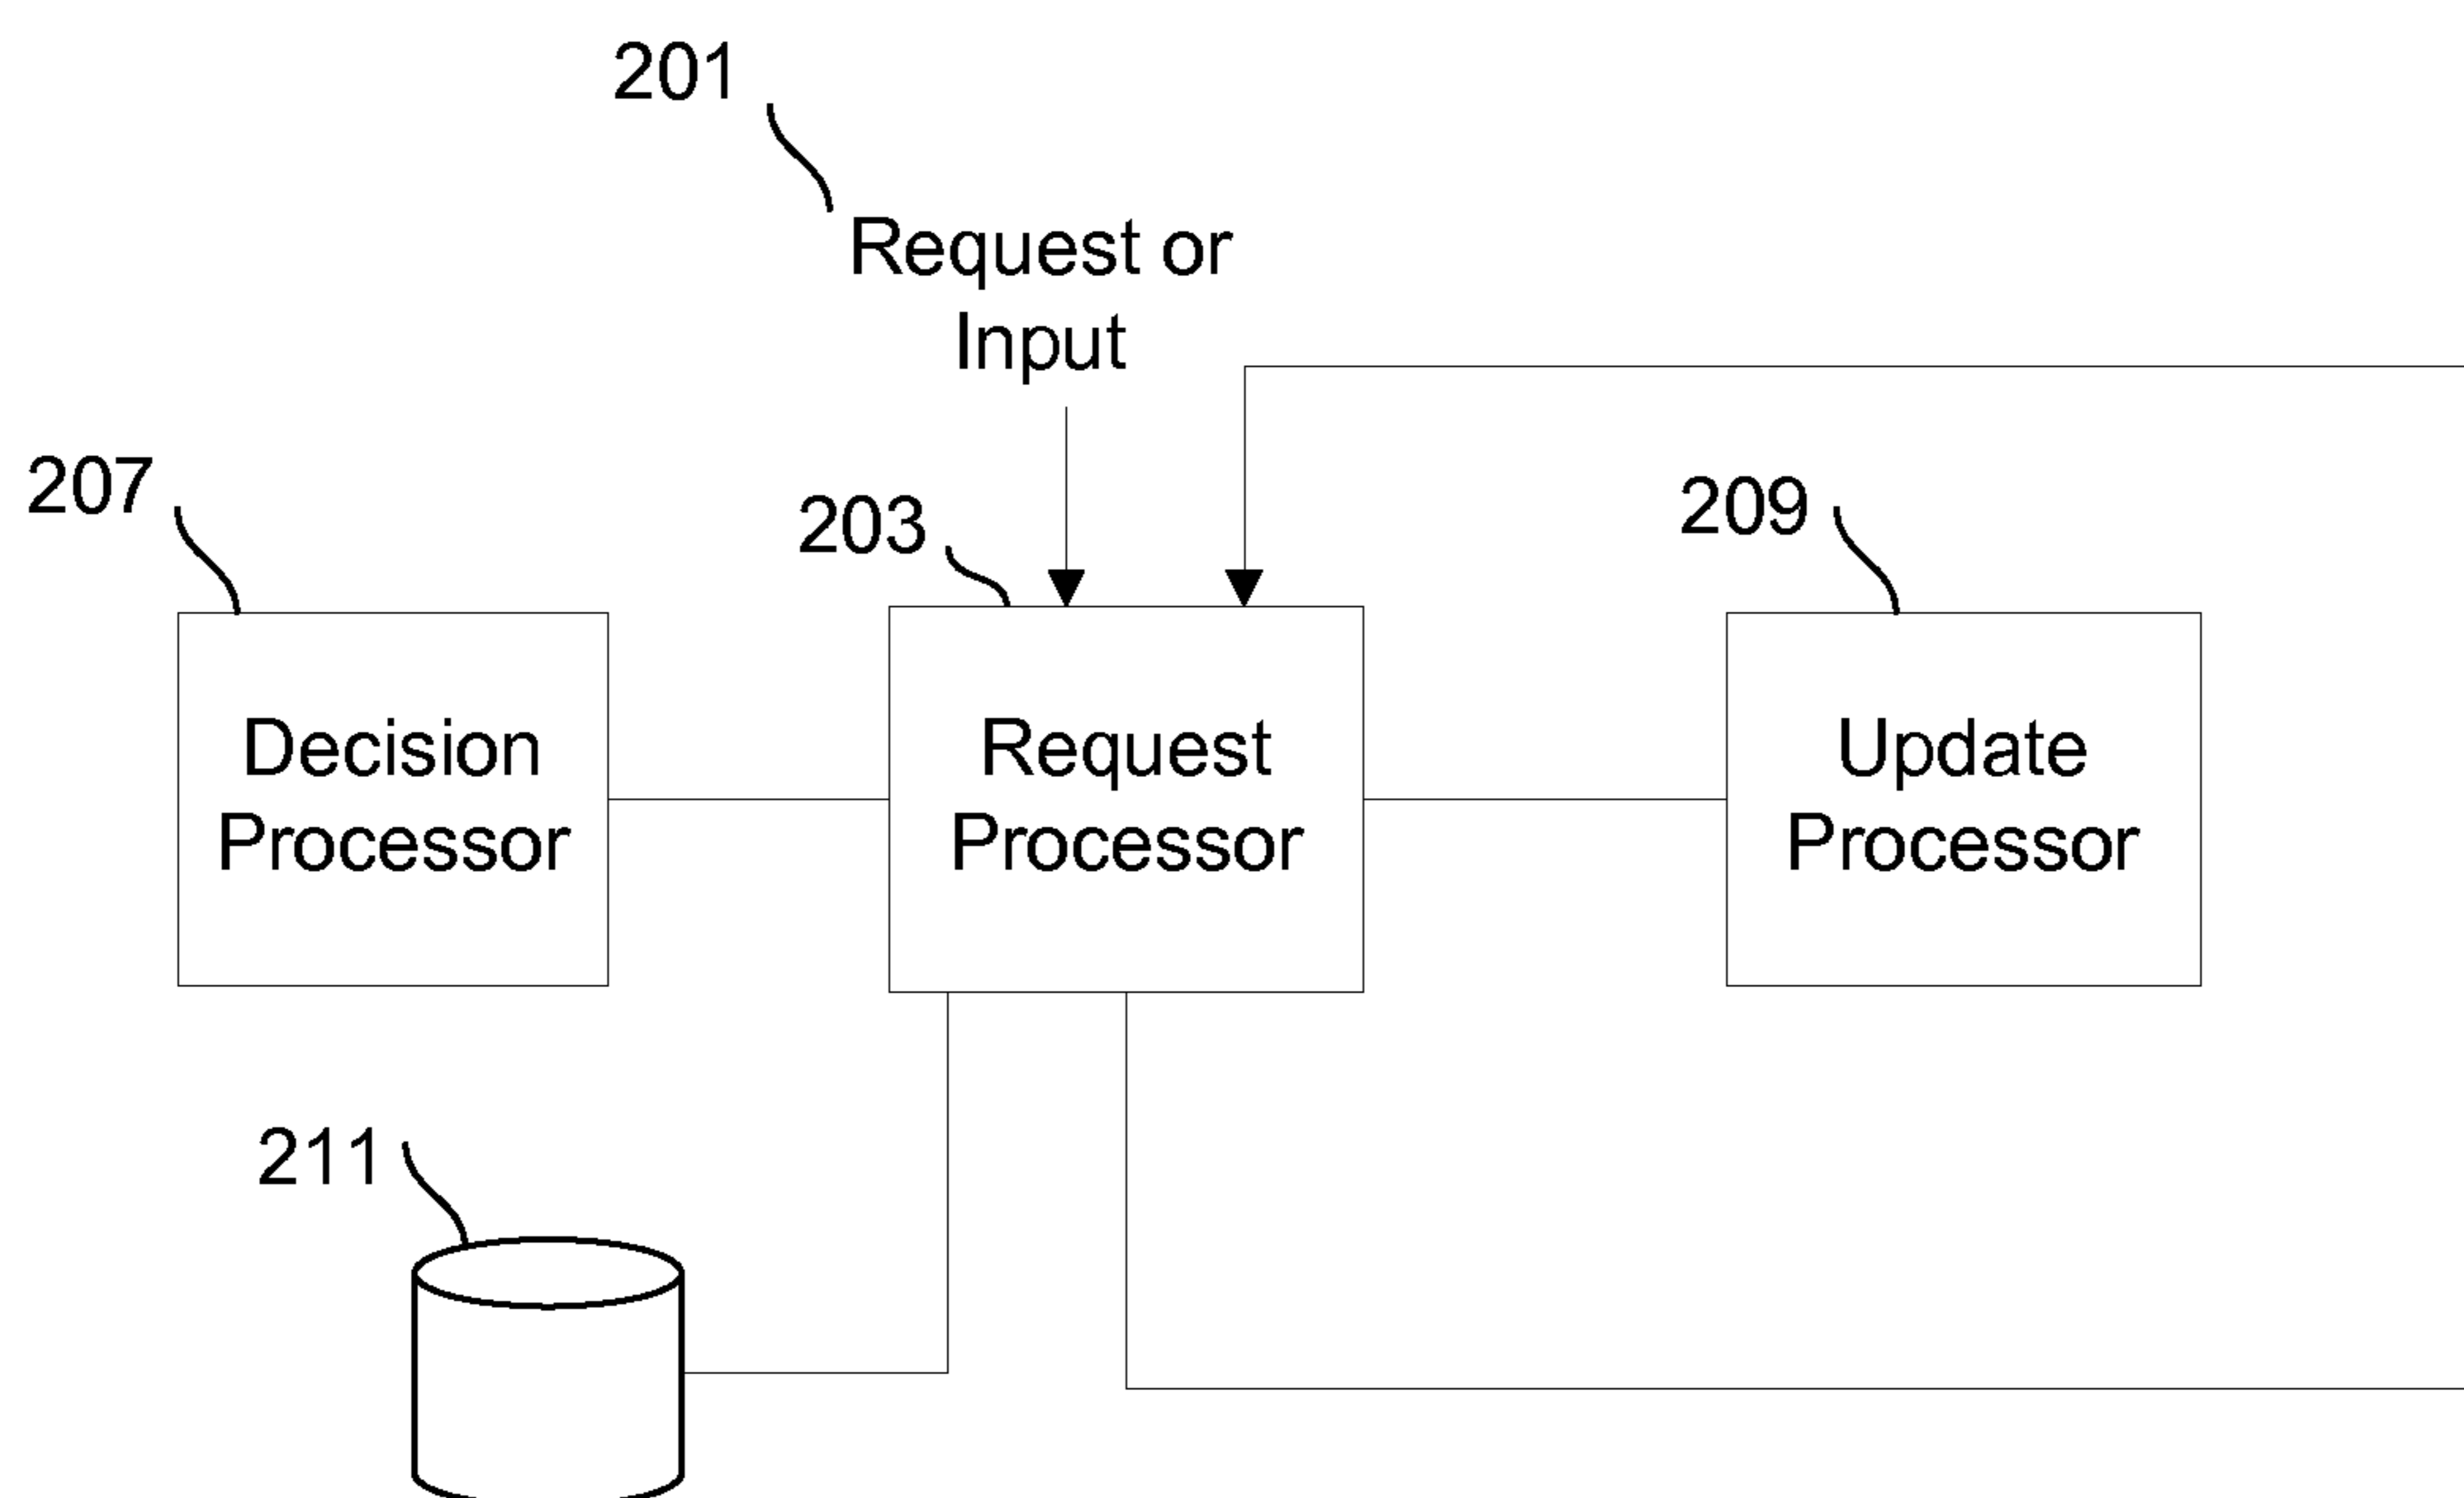 201
Request or
Input
207
203
209
Decision
Processor
Request
Processor
Update
Processor
211